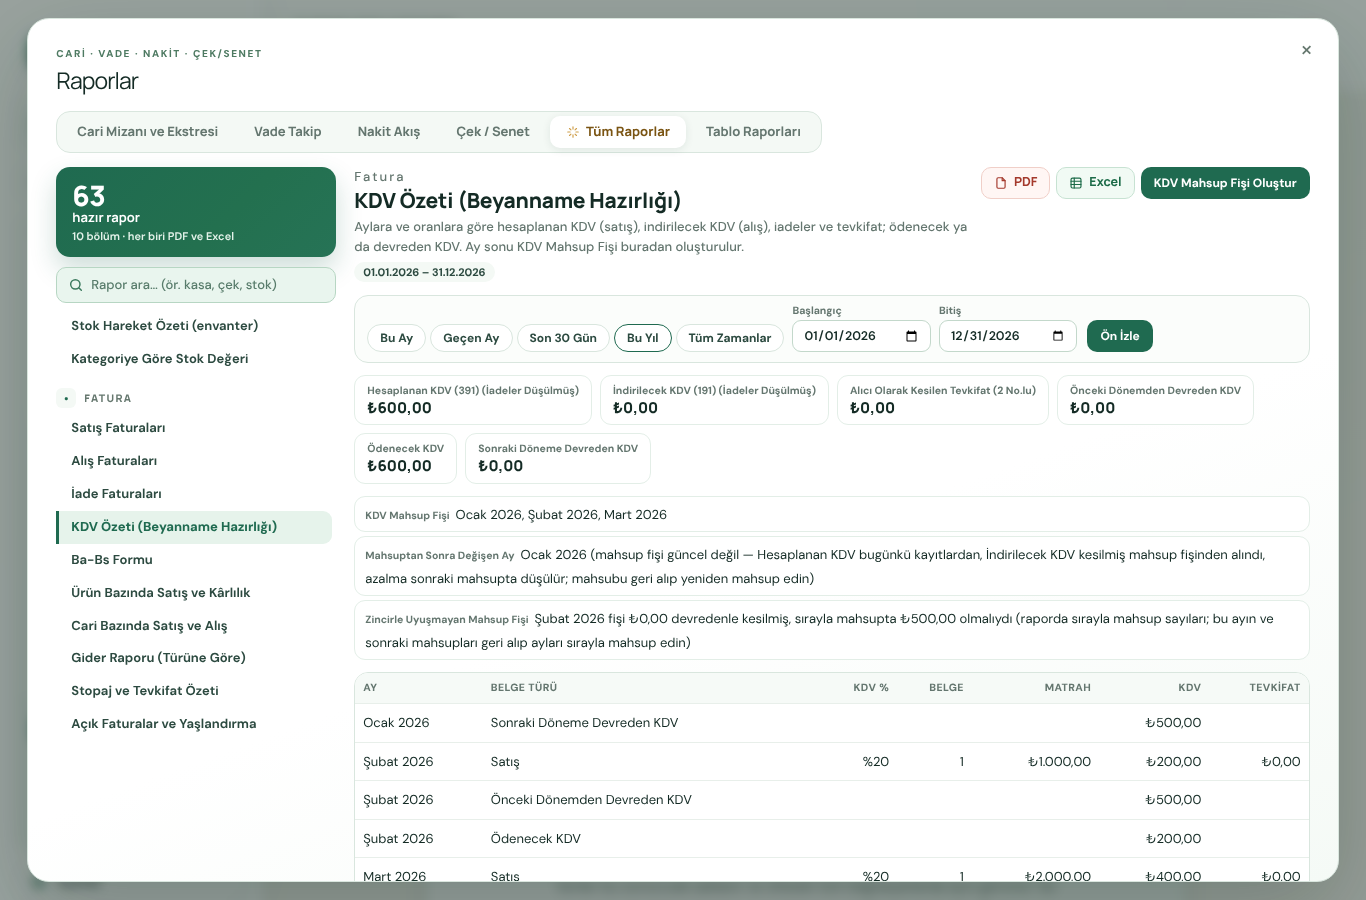 CARİ · VADE · NAKİT · ÇEK/SENET
Raporlar
×
Cari Mizanı ve Ekstresi
Vade Takip
Nakit Akış
Çek / Senet
Tüm Raporlar
Tablo Raporları
63
hazır rapor
10 bölüm · her biri PDF ve Excel
Rapor ara... (ör. kasa, çek, stok)
Stok Hareket Özeti (envanter)
Kategoriye Göre Stok Değeri
• FATURA
Satış Faturaları
Alış Faturaları
İade Faturaları
KDV Özeti (Beyanname Hazırlığı)
Ba-Bs Formu
Ürün Bazında Satış ve Kârlılık
Cari Bazında Satış ve Alış
Gider Raporu (Türüne Göre)
Stopaj ve Tevkifat Özeti
Açık Faturalar ve Yaşlandırma
Fatura
KDV Özeti (Beyanname Hazırlığı)
Aylara ve oranlara göre hesaplanan KDV (satış), indirilecek KDV (alış), iadeler ve tevkifat; ödenecek ya
da devreden KDV. Ay sonu KDV Mahsup Fişi buradan oluşturulur.
01.01.2026 – 31.12.2026
PDF
Excel
KDV Mahsup Fişi Oluştur
Bu Ay
Geçen Ay
Son 30 Gün
Bu Yıl
Tüm Zamanlar
Başlangıç
01/01/2026
Bitiş
12/31/2026
Ön İzle
Hesaplanan KDV (391) (İadeler Düşülmüş)
₺600,00
İndirilecek KDV (191) (İadeler Düşülmüş)
₺0,00
Alıcı Olarak Kesilen Tevkifat (2 No.lu)
₺0,00
Önceki Dönemden Devreden KDV
₺0,00
Ödenecek KDV
₺600,00
Sonraki Döneme Devreden KDV
₺0,00
KDV Mahsup Fişi Ocak 2026, Şubat 2026, Mart 2026
Mahsuptan Sonra Değişen Ay Ocak 2026 (mahsup fişi güncel değil — Hesaplanan KDV bugünkü kayıtlardan, İndirilecek KDV kesilmiş mahsup fişinden alındı,
azalma sonraki mahsupta düşülür; mahsubu geri alıp yeniden mahsup edin)
Zincirle Uyuşmayan Mahsup Fişi Şubat 2026 fişi ₺0,00 devredenle kesilmiş, sırayla mahsupta ₺500,00 olmalıydı (raporda sırayla mahsup sayıları; bu ayın ve
sonraki mahsupları geri alıp ayları sırayla mahsup edin)
AY BELGE TÜRÜ KDV % BELGE MATRAH KDV TEVKİFAT
Ocak 2026 Sonraki Döneme Devreden KDV ₺500,00
Şubat 2026 Satış %20 1 ₺1.000,00 ₺200,00 ₺0,00
Şubat 2026 Önceki Dönemden Devreden KDV ₺500,00
Şubat 2026 Ödenecek KDV ₺200,00
Mart 2026 Satış %20 1 ₺2.000,00 ₺400,00 ₺0,00